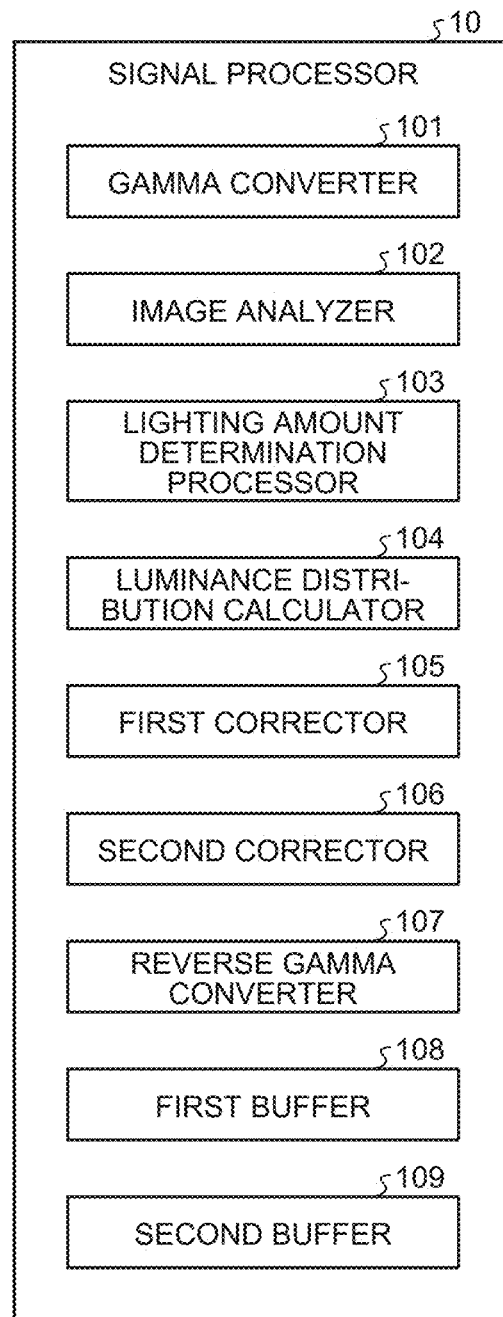 10
SIGNAL PROCESSOR
101
GAMMA CONVERTER
102
IMAGE ANALYZER
103
LIGHTING AMOUNT
DETERMINATION
PROCESSOR
104
LUMINANCE DISTRI-
BUTION CALCULATOR
105
FIRST CORRECTOR
106
SECOND CORRECTOR
107
REVERSE GAMMA
CONVERTER
108
FIRST BUFFER
109
SECOND BUFFER